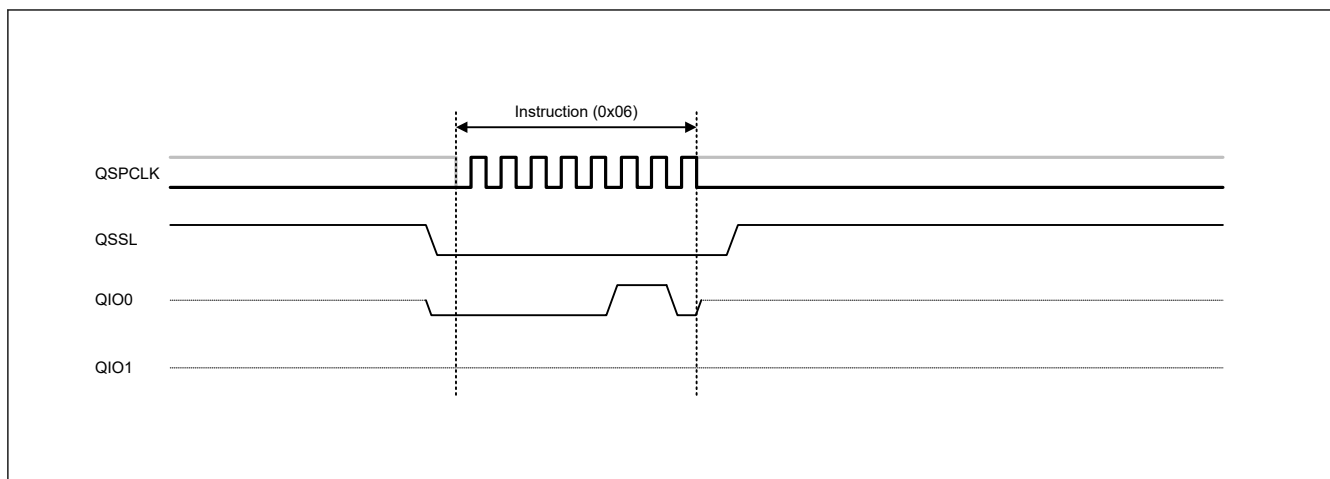 Instruction (0x06)
QSPCLK
QSSL
QIO0
QIO1